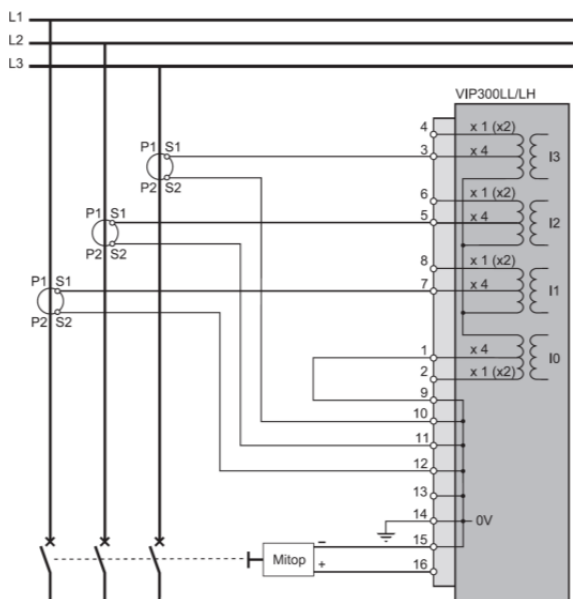 L1
L2
L3
VIP300LL/LH
4 x 1 (x2)
P1 S1 3 x 4 I3
P2 S2
6 x 1 (x2)
P1 S1 5 x 4 I2
P2 S2
8 x 1 (x2)
P1 S1 7 x 4 I1
P2 S2
1 x 4 I0
2 x 1 (x2)
9
10
11
12
13
14 0V
Mitop – 15
+ 16